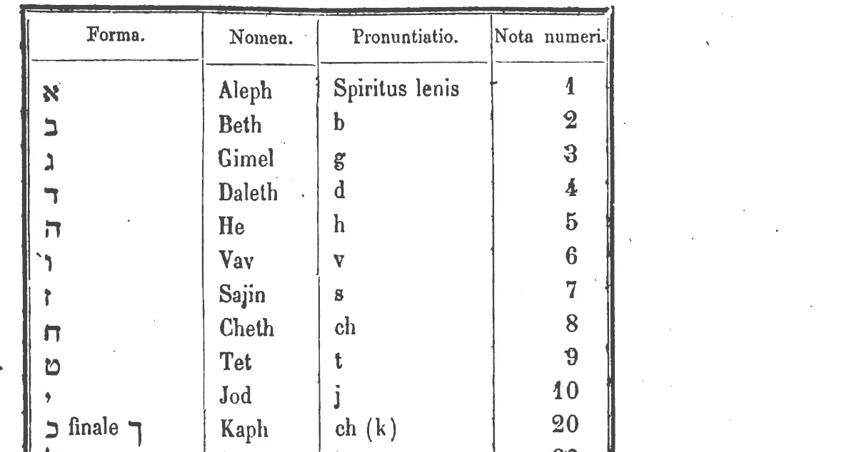 Forma. Nomen. Pronuntiatio. Nota numeri.
א Aleph Spiritus lenis 1
ב Beth b 2
ג Gimel g 3
ד Daleth d 4
ה He h 5
ו Vav v 6
ז Sajin s 7
ח Cheth ch 8
ט Tet t 9
י Jod j 10
כ finale ך Kaph ch (k) 20